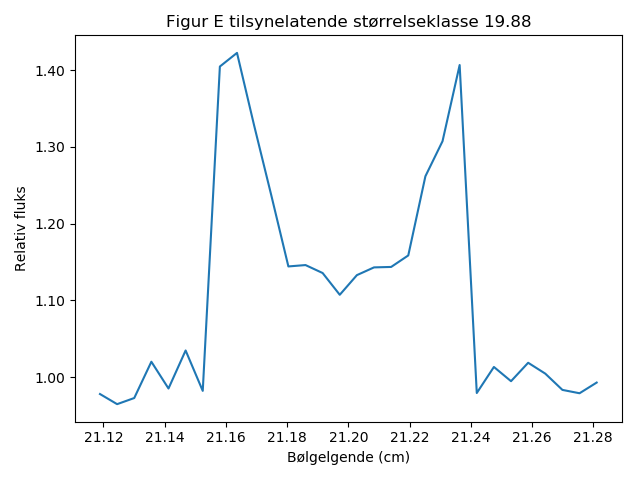 Figur E tilsynelatende størrelseklasse 19.88
Relativ fluks
1.40
1.30
1.20
1.10
1.00
21.12 21.14 21.16 21.18 21.20 21.22 21.24 21.26 21.28
Bølgelgende (cm)